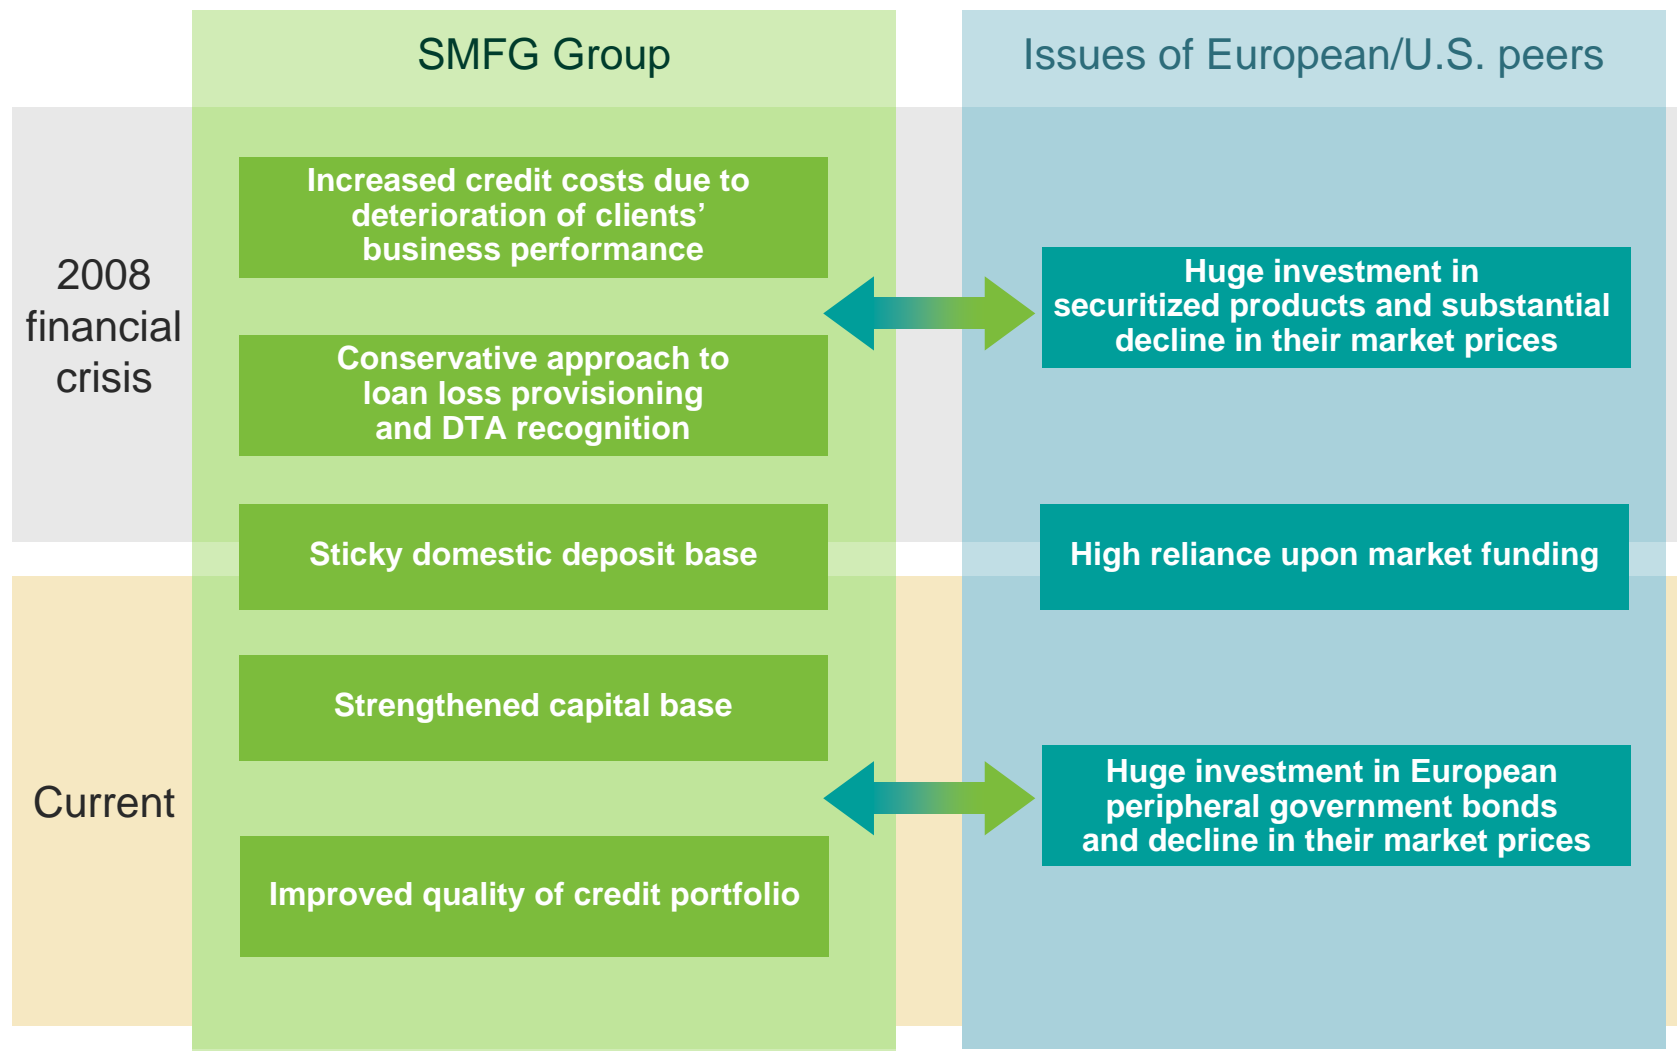 SMFG Group
Issues of European/U.S. peers
2008
financial
crisis
Increased credit costs due to
deterioration of clients’
business performance
Conservative approach to
loan loss provisioning
and DTA recognition
Huge investment in
securitized products and substantial
decline in their market prices
Sticky domestic deposit base
High reliance upon market funding
Current
Strengthened capital base
Improved quality of credit portfolio
Huge investment in European
peripheral government bonds
and decline in their market prices